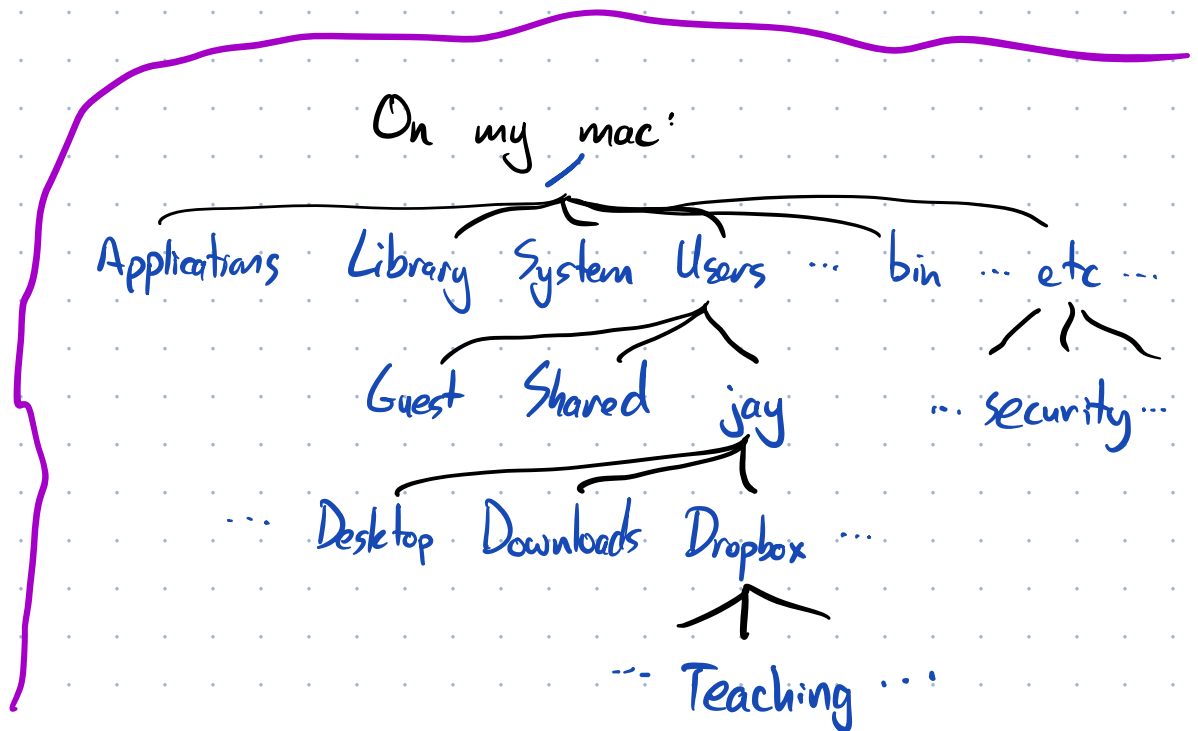 On my mac:
/
Applications Library System Users ... bin ... etc ...
Guest Shared jay ... security ...
... Desktop Downloads Dropbox ...
... Teaching ...